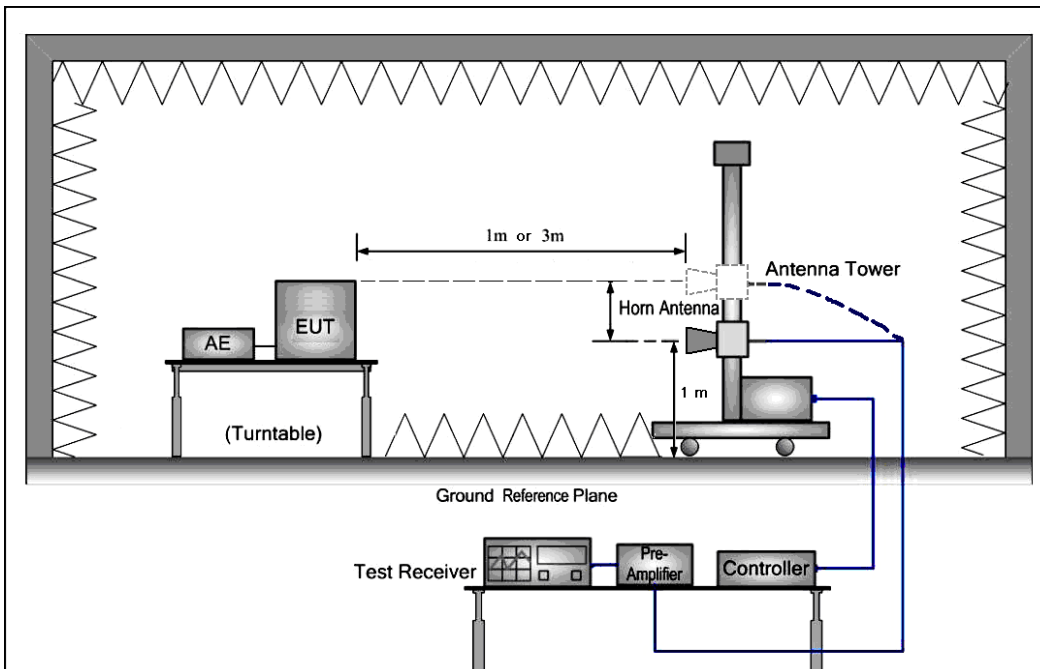 1m or 3m
Antenna Tower
Horn Antenna
EUT
AE
1 m
(Turntable)
Ground Reference Plane
Test Receiver
Pre-
Amplifier
Controller